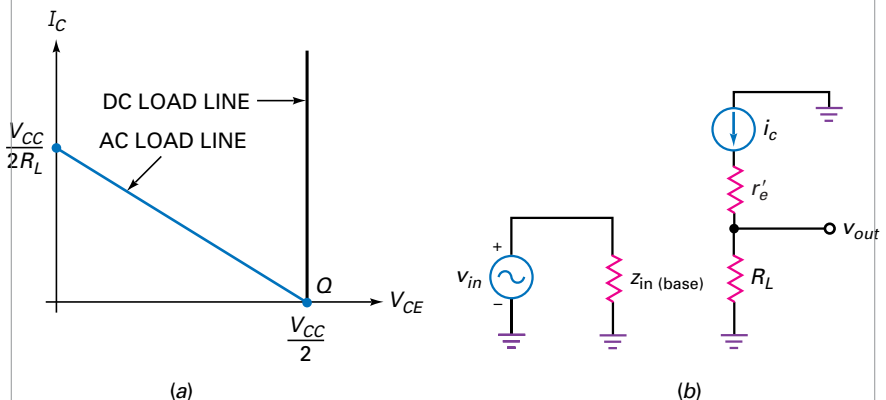 I_C
DC LOAD LINE
AC LOAD LINE
V_CC
2R_L
Q
V_CE
V_CC
2
(a)
i_c
r′_e
v_out
+
v_in
−
z_in (base)
R_L
(b)